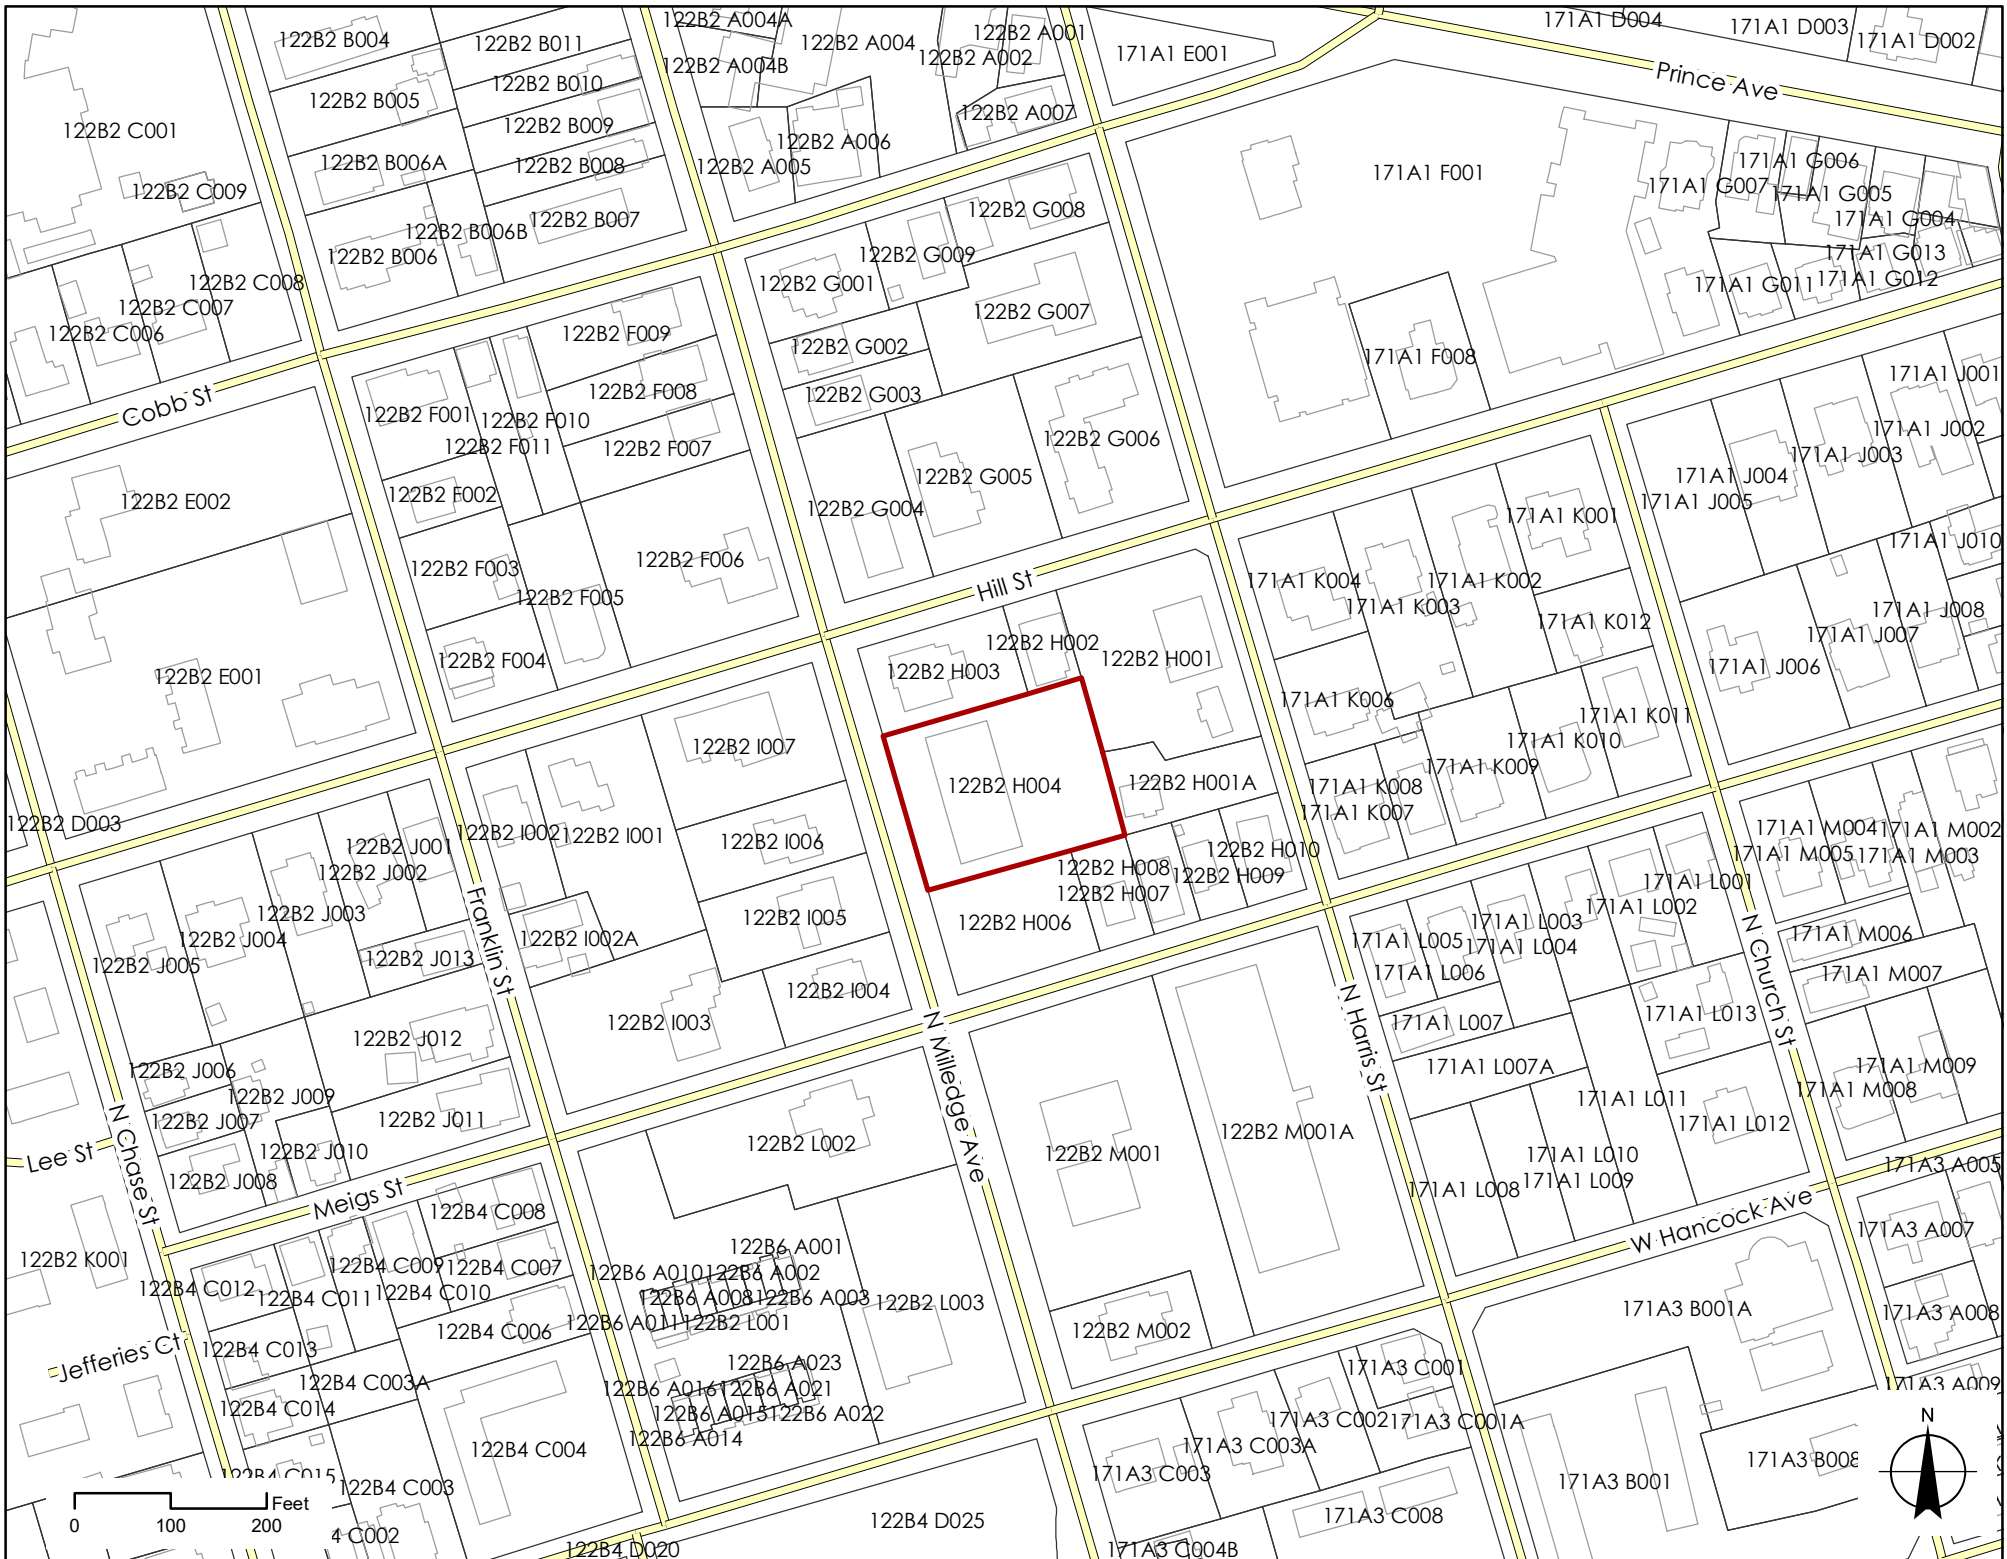 122B2 A004A
122B2 B004
122B2 B011
122B2 A004
122B2 A001
122B2 A002
171A1 E001
171A1 D004
171A1 D003
171A1 D002
122B2 A004B
Prince Ave
122B2 B010
122B2 B005
122B2 A007
122B2 C001
122B2 B009
122B2 A006
122B2 B006A
122B2 B008
122B2 A005
171A1 F001
171A1 G006
171A1 G007
171A1 G005
122B2 C009
171A1 G004
122B2 B007
122B2 G008
122B2 B006B
122B2 B006
122B2 G009
171A1 G013
171A1 G012
171A1 G011
122B2 C008
122B2 G001
122B2 C007
122B2 G007
122B2 C006
122B2 F009
122B2 G002
171A1 F008
171A1 J001
122B2 F008
122B2 G003
Cobb St
122B2 F001
122B2 F010
122B2 F011
122B2 F007
122B2 G006
171A1 J002
171A1 J003
171A1 J004
171A1 J005
122B2 G005
122B2 E002
122B2 F002
122B2 G004
171A1 K001
171A1 J010
122B2 F006
122B2 F003
122B2 F005
Hill St
171A1 K004
171A1 K002
171A1 K003
171A1 K012
171A1 J008
171A1 J007
171A1 J006
122B2 H002
122B2 H001
122B2 H003
122B2 F004
122B2 E001
171A1 K006
171A1 K011
171A1 K010
122B2 I007
171A1 K009
122B2 H004
122B2 H001A
171A1 K008
171A1 K007
122B2 D003
122B2 I002
122B2 I001
122B2 I006
122B2 J001
122B2 J002
122B2 H010
122B2 H008
122B2 H009
122B2 H007
171A1 M004
171A1 M002
171A1 M005
171A1 M003
171A1 L001
171A1 L002
122B2 J003
122B2 I005
122B2 H006
171A1 L003
171A1 L004
171A1 L005
171A1 L006
171A1 M006
171A1 M007
122B2 J004
122B2 J005
122B2 I002A
122B2 J013
Franklin St
122B2 I004
122B2 I003
N Milledge Ave
N Harris St
N Church St
171A1 L007
171A1 L013
122B2 J012
171A1 L007A
171A1 M009
171A1 M008
122B2 J006
122B2 J009
122B2 J007
122B2 J011
171A1 L011
171A1 L012
N Chase St
Lee St
122B2 J010
122B2 J008
122B2 L002
122B2 M001
122B2 M001A
171A1 L010
171A1 L009
171A1 L008
171A3 A005
Meigs St
122B4 C008
W Hancock Ave
171A3 A007
122B2 K001
122B4 C009
122B4 C007
122B4 C012
122B4 C011
122B4 C010
122B6 A001
122B6 A010
122B6 A002
122B6 A008
122B6 A003
122B6 A011
122B2 L001
122B2 L003
171A3 B001A
171A3 A008
122B4 C006
122B2 M002
Jefferies Ct
122B4 C013
122B4 C003A
122B4 C014
122B6 A023
122B6 A016
122B6 A021
122B6 A015
122B6 A022
122B6 A014
171A3 C001
171A3 A009
171A3 C002
171A3 C001A
171A3 C003A
122B4 C004
171A3 C003
171A3 B008
171A3 B001
122B4 C015
122B4 C003
N
Feet
0 100 200
4 C002
122B4 D025
171A3 C008
122B4 D020
171A3 C004B